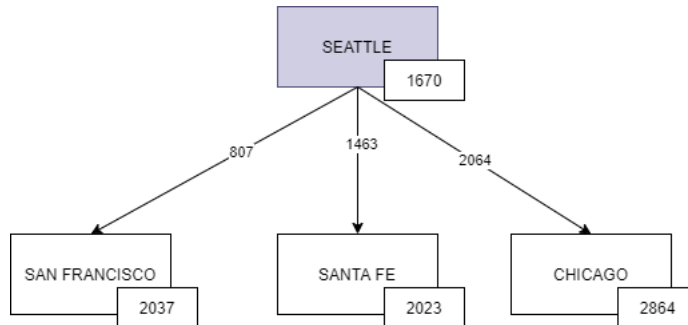 SEATTLE
1670
807
1463
2064
SAN FRANCISCO
2037
SANTA FE
2023
CHICAGO
2864